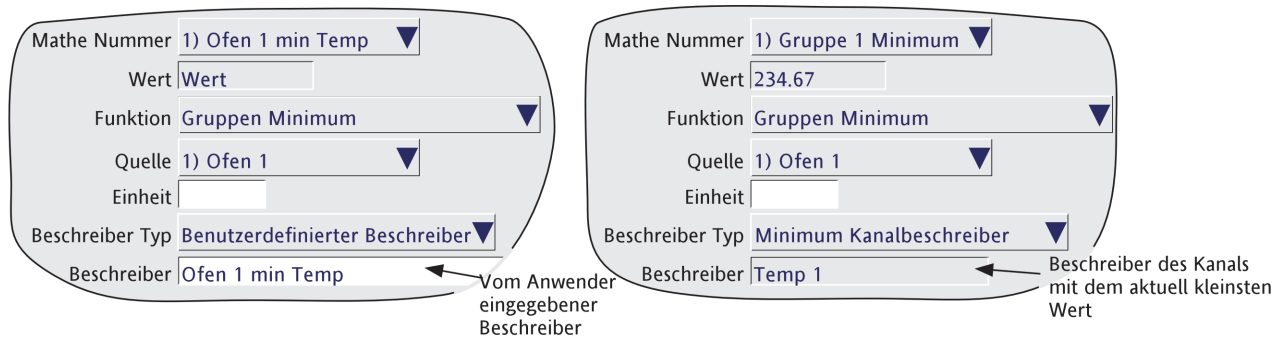 Mathe Nummer 1) Ofen 1 min Temp
Wert Wert
Funktion Gruppen Minimum
Quelle 1) Ofen 1
Einheit
Beschreiber Typ Benutzerdefinierter Beschreiber
Beschreiber Ofen 1 min Temp
Vom Anwender
eingegebener
Beschreiber
Mathe Nummer 1) Gruppe 1 Minimum
Wert 234.67
Funktion Gruppen Minimum
Quelle 1) Ofen 1
Einheit
Beschreiber Typ Minimum Kanalbeschreiber
Beschreiber Temp 1
Beschreiber des Kanals
mit dem aktuell kleinsten
Wert